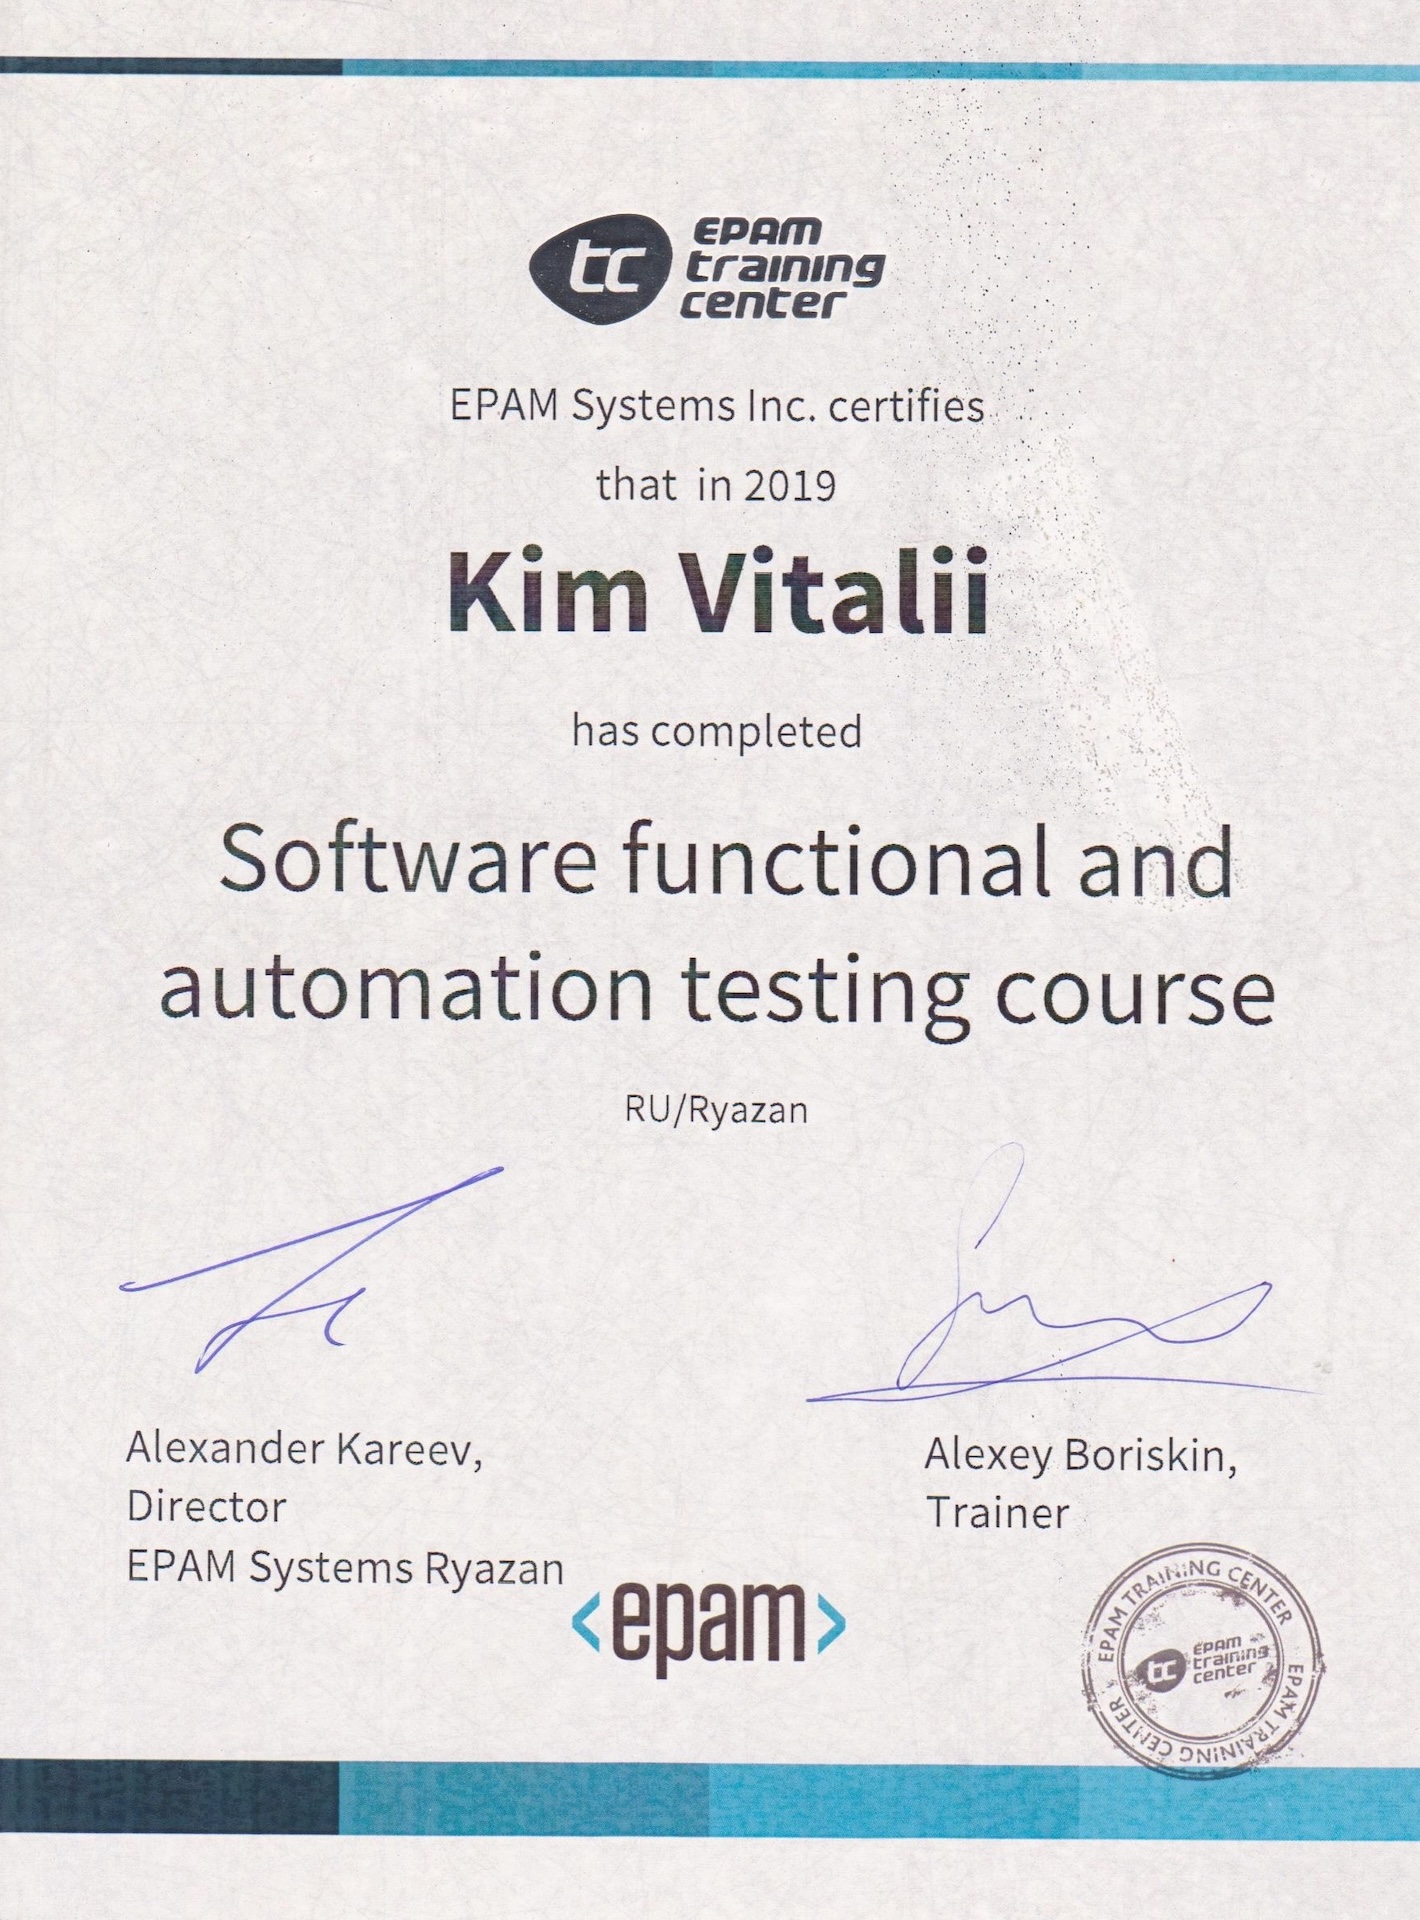 tc
EPAM
training
center
EPAM Systems Inc. certifies
that in 2019
Kim Vitalii
has completed
Software functional and
automation testing course
RU/Ryazan
Alexander Kareev,
Director
EPAM Systems Ryazan
Alexey Boriskin,
Trainer
<epam>
EPAM TRAINING CENTER
EPAM TRAINING CENTER
tc
EPAM
training
center